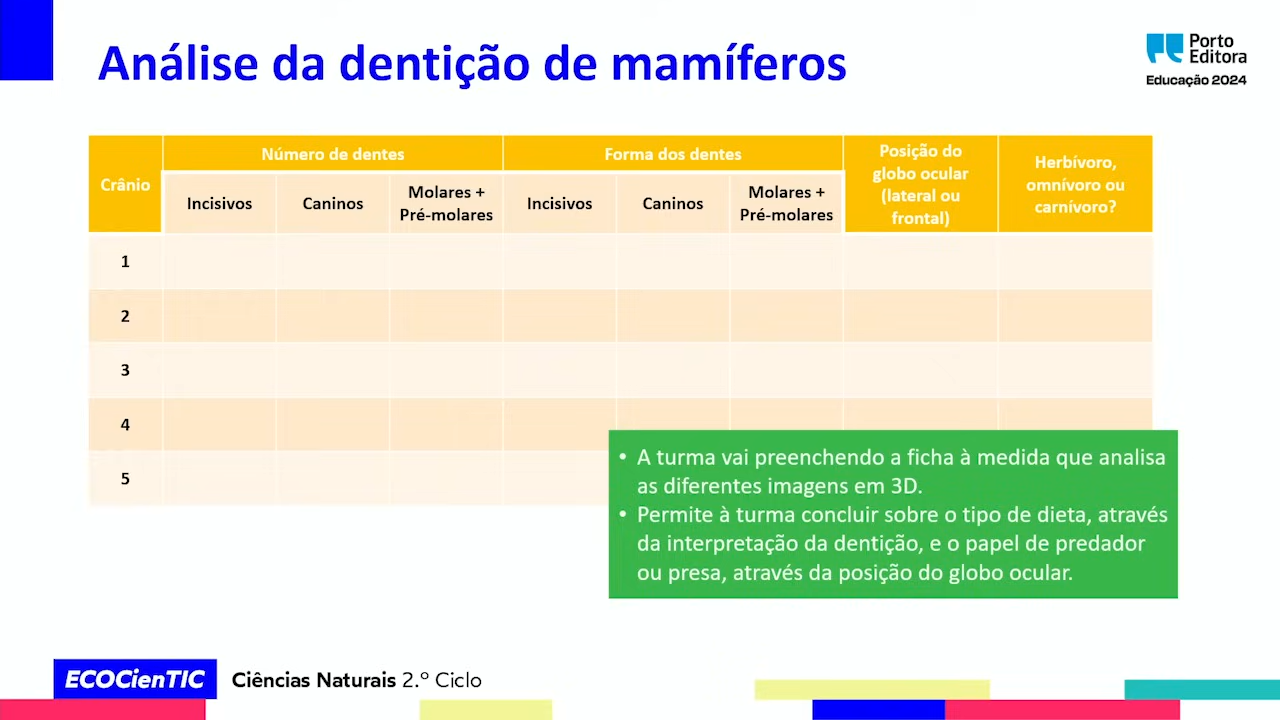 Análise da dentição de mamíferos
Porto
Editora
Educação 2024
Crânio
Número de dentes
Forma dos dentes
Posição do
globo ocular
(lateral ou
frontal)
Herbívoro,
omnívoro ou
carnívoro?
Incisivos
Caninos
Molares +
Pré-molares
Incisivos
Caninos
Molares +
Pré-molares
1
2
3
4
5
• A turma vai preenchendo a ficha à medida que analisa
as diferentes imagens em 3D.
• Permite à turma concluir sobre o tipo de dieta, através
da interpretação da dentição, e o papel de predador
ou presa, através da posição do globo ocular.
ECOCienTIC Ciências Naturais 2.º Ciclo